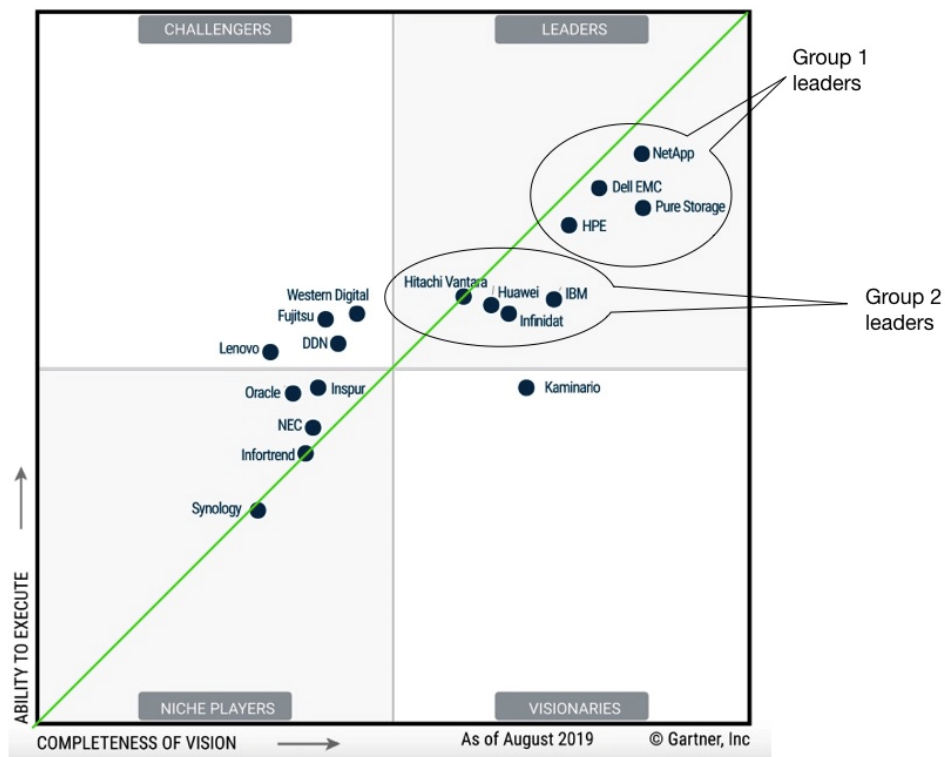 CHALLENGERS
LEADERS
Group 1
leaders
NetApp
Dell EMC
Pure Storage
HPE
Hitachi Vantara
Huawei
IBM
Infinidat
Group 2
leaders
Western Digital
Fujitsu
DDN
Lenovo
Oracle
Inspur
Kaminario
NEC
Infortrend
Synology
ABILITY TO EXECUTE
NICHE PLAYERS
VISIONARIES
COMPLETENESS OF VISION
As of August 2019
© Gartner, Inc